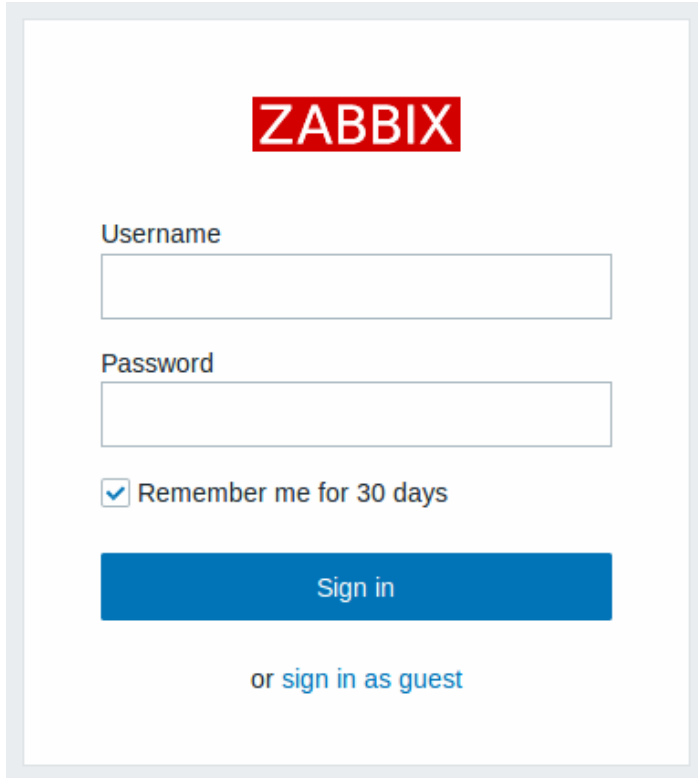 ZABBIX
Username
Password
Remember me for 30 days
Sign in
or sign in as guest